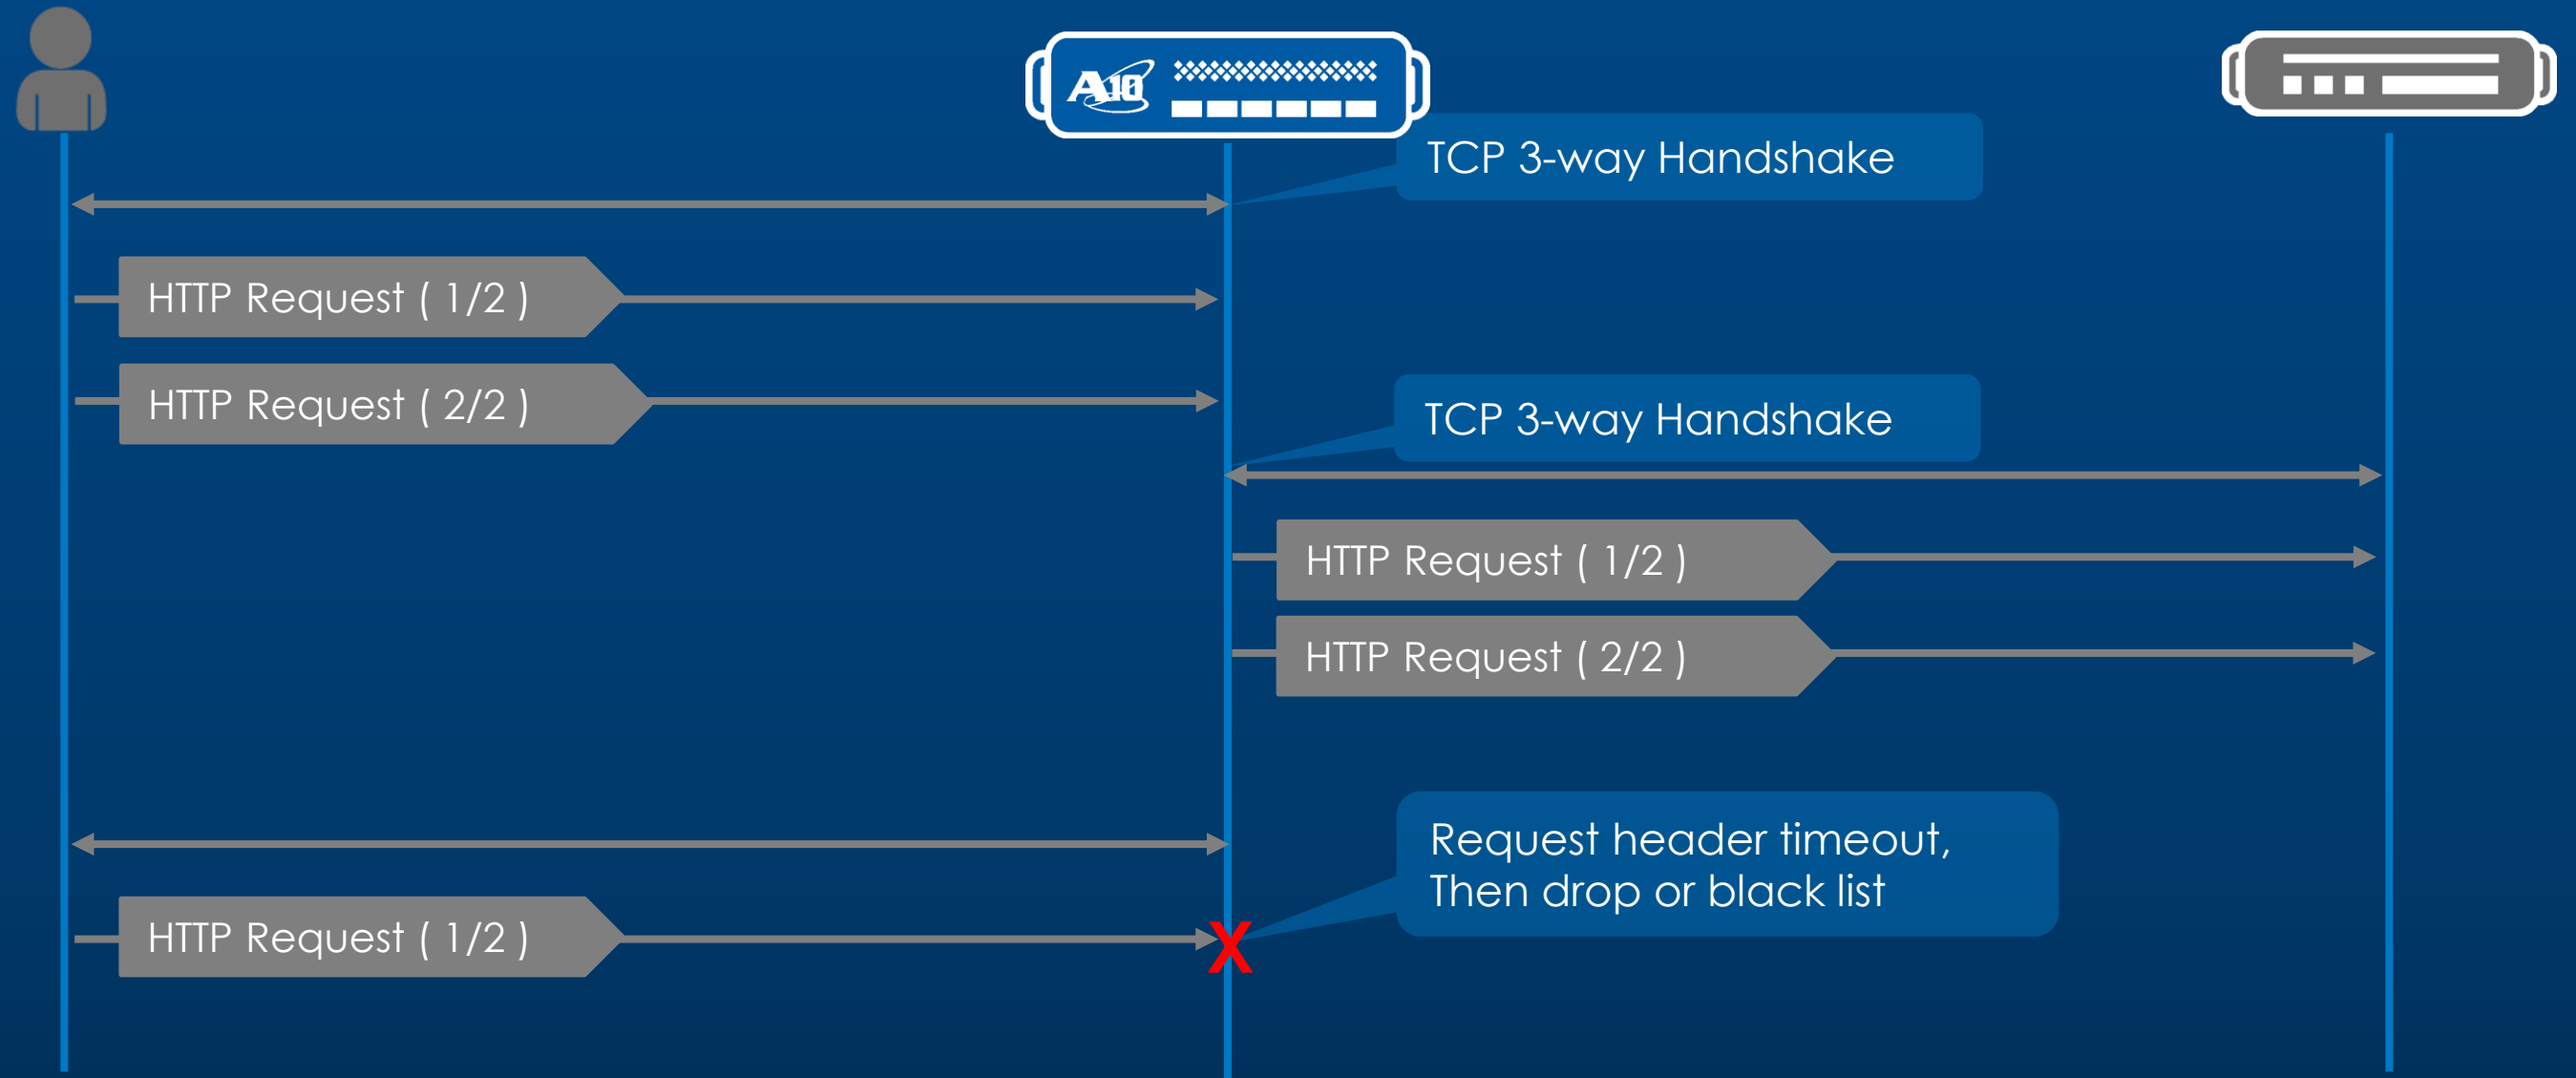 A10
TCP 3-way Handshake
HTTP Request ( 1/2 )
HTTP Request ( 2/2 )
TCP 3-way Handshake
HTTP Request ( 1/2 )
HTTP Request ( 2/2 )
Request header timeout,
Then drop or black list
HTTP Request ( 1/2 )
X